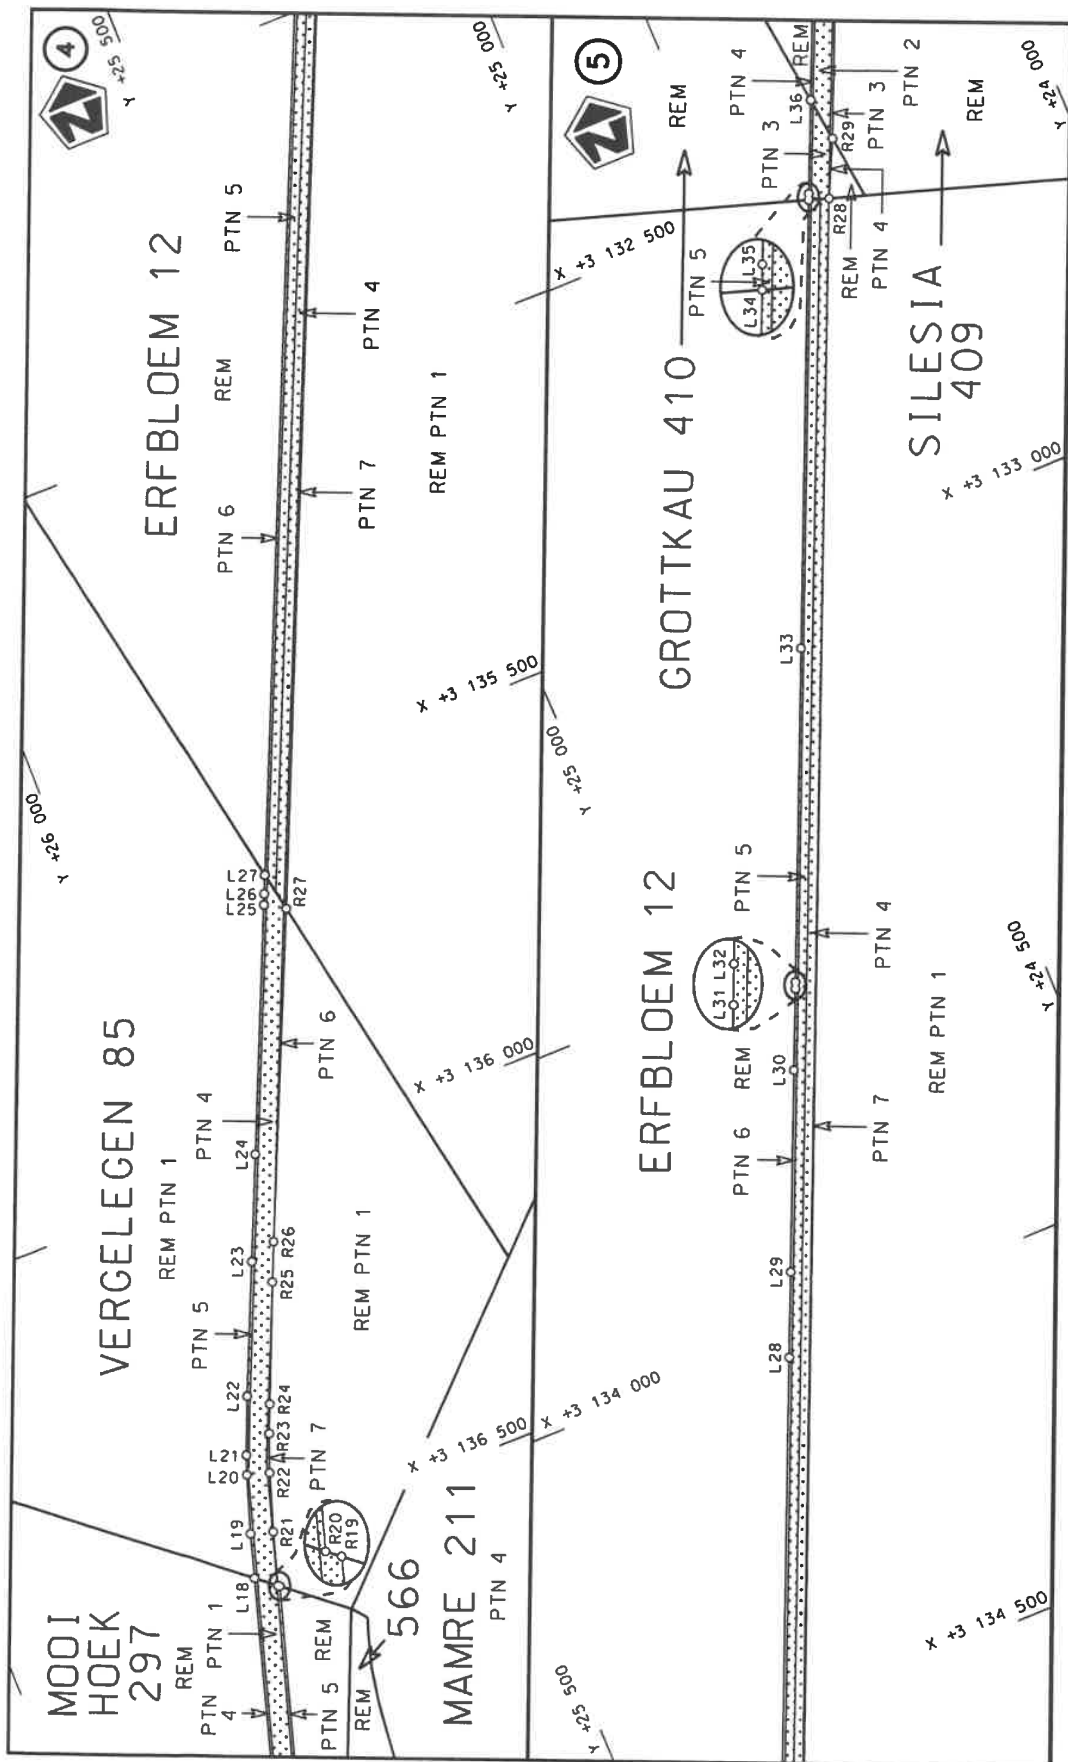 4
N
Y +25 500
Y +25 000
Y +26 000
MOOI
HOEK
297
REM
PTN 4
PTN 1
PTN 5
REM
REM
566
MAMRE 211
PTN 4
VERGELEGEN 85
REM PTN 1
PTN 5
PTN 4
PTN 7
PTN 6
REM PTN 1
L18
L19
L20
L21
L22
L23
L24
L25
L26
L27
R20
R19
R21
R22
R23
R24
R25
R26
R27
X +3 136 500
X +3 136 000
X +3 135 500
ERFBLOEM 12
REM
PTN 6
PTN 5
PTN 7
PTN 4
REM PTN 1
5
N
Y +25 500
Y +25 000
Y +24 500
Y +24 000
X +3 134 500
X +3 134 000
X +3 133 000
X +3 132 500
ERFBLOEM 12
PTN 6
REM
PTN 5
PTN 7
PTN 4
REM PTN 1
L28
L29
L30
L31
L32
L33
L34
L35
L36
R28
R29
GROTTKAU 410
REM
PTN 5
PTN 3
PTN 4
REM
SILESIA
409
REM
REM
PTN 4
PTN 3
PTN 2